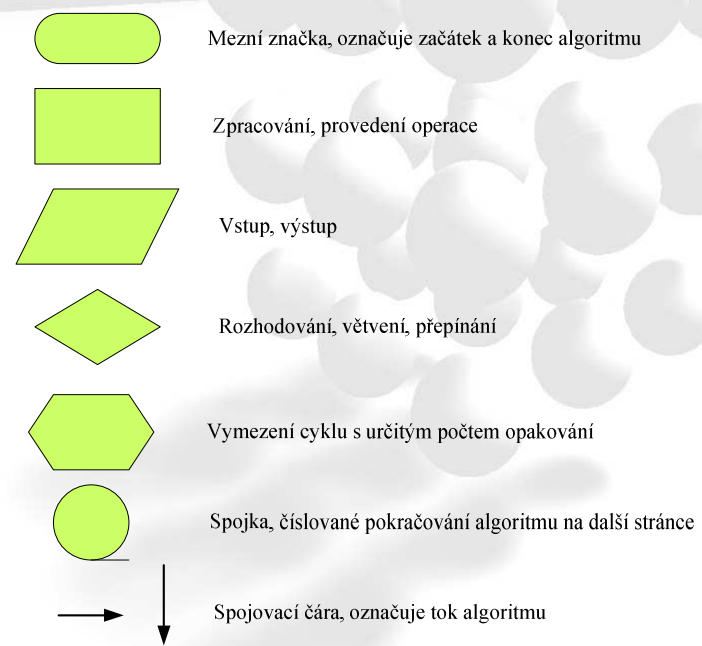 Mezní značka, označuje začátek a konec algoritmu
Zpracování, provedení operace
Vstup, výstup
Rozhodování, větvení, přepínání
Vymezení cyklu s určitým počtem opakování
Spojka, číslované pokračování algoritmu na další stránce
Spojovací čára, označuje tok algoritmu